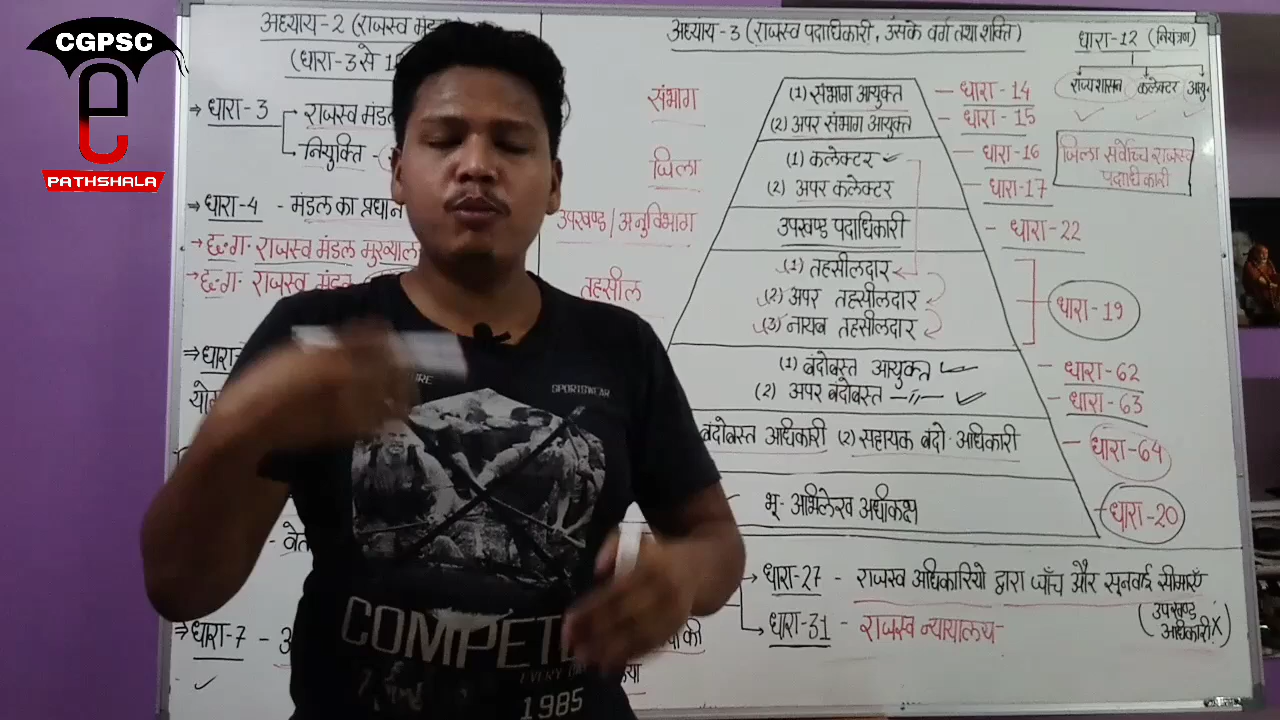 CGPSC
e
PATHSHALA
अध्याय-2 (राजस्व मंड
(धारा-3 से
⇒ धारा-3
राजस्व मंडल
नियुक्ति -
⇒ धारा-4 - मंडल का प्रधान
→ छ.ग. राजस्व मंडल मुख्याल
→ छ.ग. राजस्व मंडल
⇒ धारा-
⇒ धारा-7 -
अध्याय-3 (राजस्व पदाधिकारी, उसके वर्ग तथा शक्ति)
धारा-12 (नियंत्रण)
राज्य शासन कलेक्टर आयु
जिला सर्वोच्च राजस्व
पदाधिकारी
संभाग
(1) संभाग आयुक्त - धारा-14
(2) अपर संभाग आयुक्त - धारा-15
जिला
(1) कलेक्टर - धारा-16
(2) अपर कलेक्टर - धारा-17
उपखण्ड/अनुविभाग
उपखण्ड पदाधिकारी - धारा-22
तहसील
(1) तहसीलदार
(2) अपर तहसीलदार
(3) नायब तहसीलदार
धारा-19
(1) बंदोबस्त आयुक्त - धारा-62
(2) अपर बंदोबस्त -〃- - धारा-63
बंदोबस्त अधिकारी (2) सहायक बंदो. अधिकारी - धारा-64
भू-अभिलेख अधीक्षक - धारा-20
धारा-27 - राजस्व अधिकारियो द्वारा जाँच और सुनवाई सीमाएँ
धारा-31 - राजस्व न्यायालय
(उपखण्ड
अधिकारी X)
COMPETE
SPORTSWEAR
1985